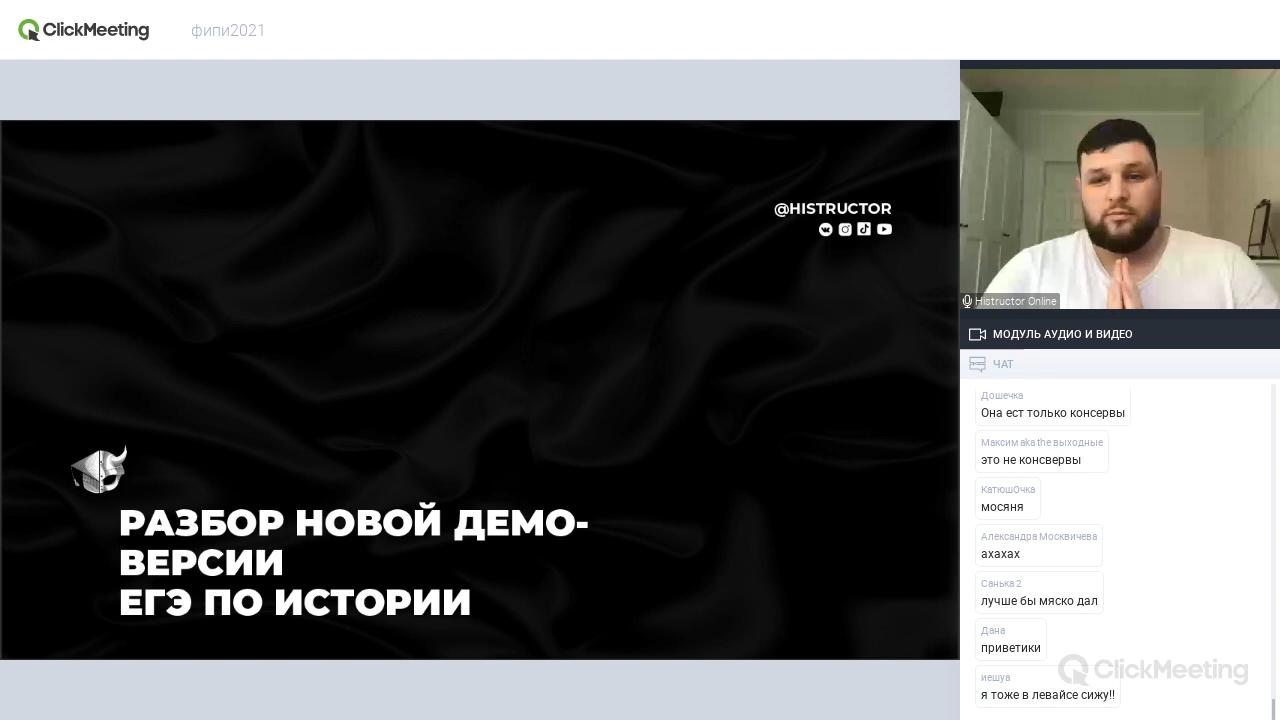 ClickMeeting
фипи2021
@HISTRUCTOR
РАЗБОР НОВОЙ ДЕМО-
ВЕРСИИ
ЕГЭ ПО ИСТОРИИ
Histructor Online
МОДУЛЬ АУДИО И ВИДЕО
ЧАТ
Дошечка
Она ест только консервы
Максим aka the выходные
это не консвервы
КатюшОчка
мосяня
Александра Москвичева
ахахах
Санька 2
лучше бы мяско дал
Дана
приветики
иешуа
я тоже в левайсе сижу!!
ClickMeeting